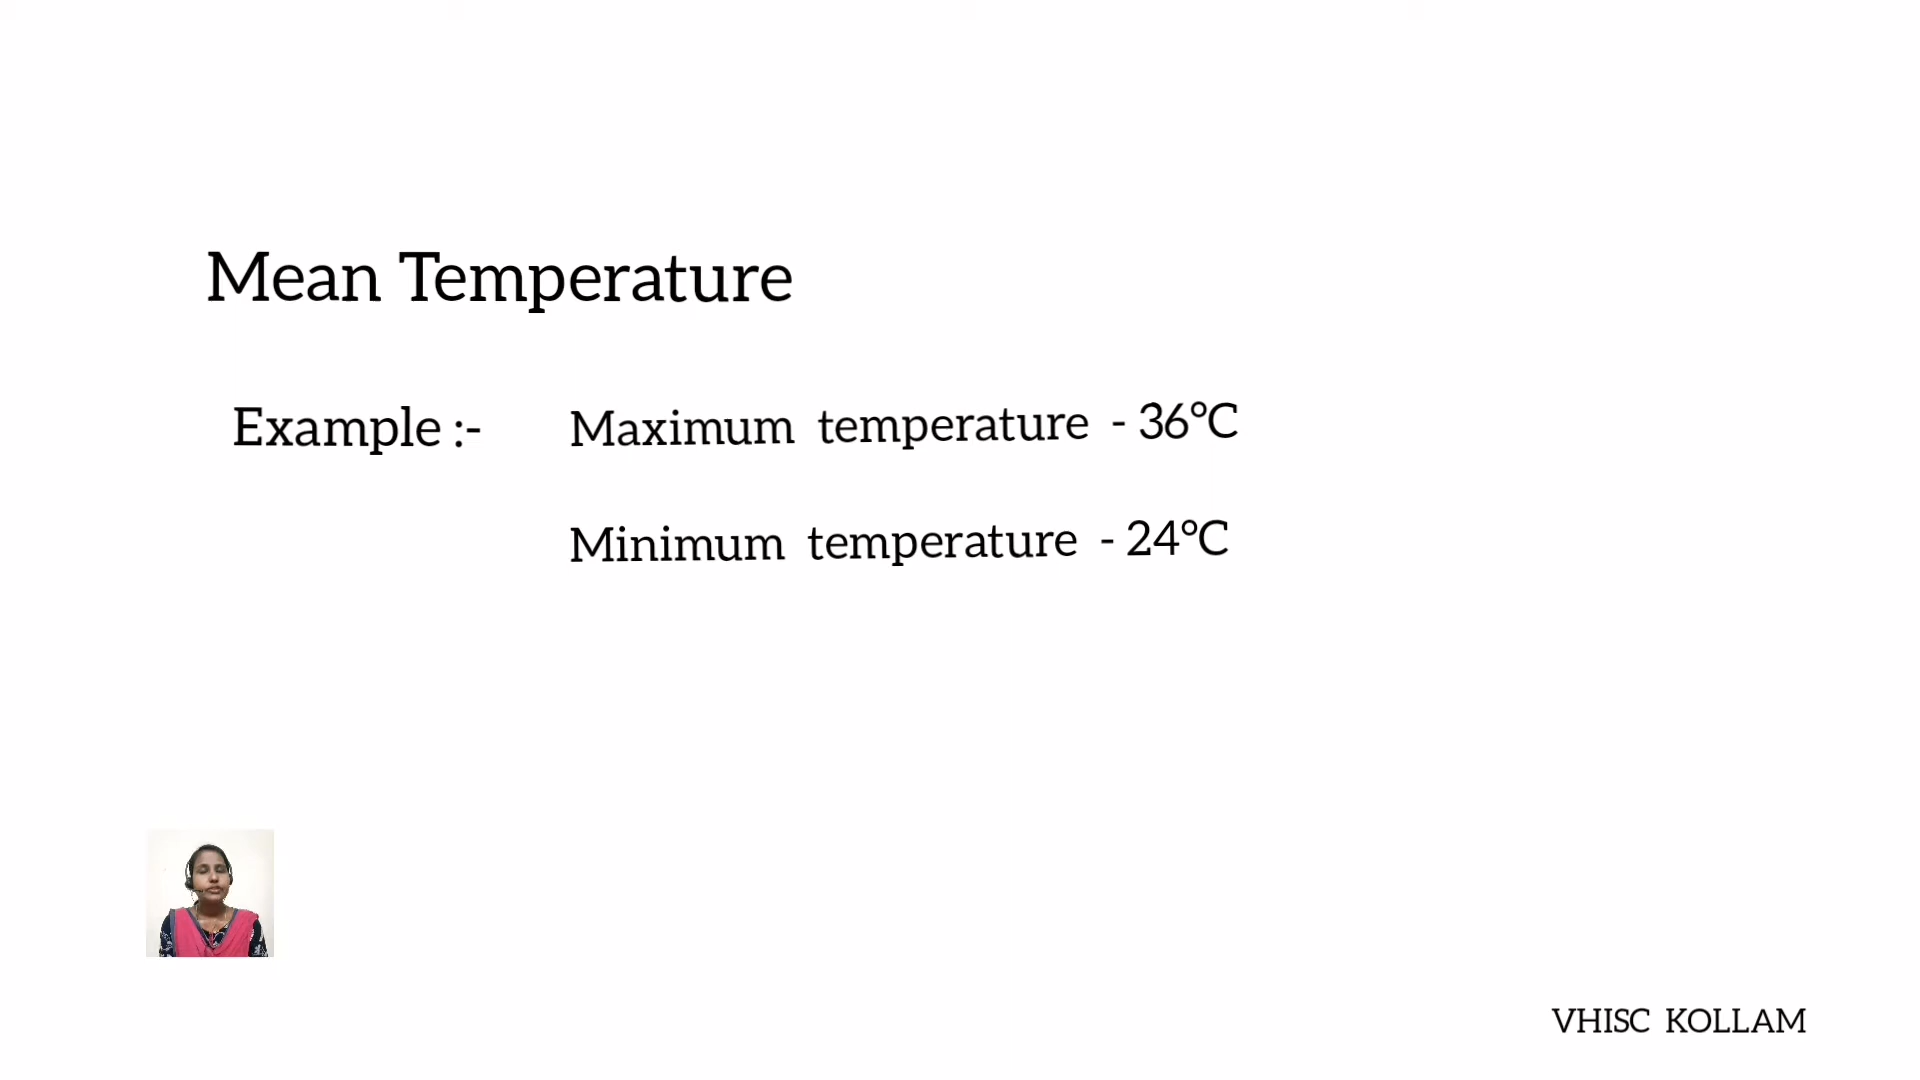 Mean Temperature
Example :- Maximum temperature - 36°C
Minimum temperature - 24°C
VHISC KOLLAM